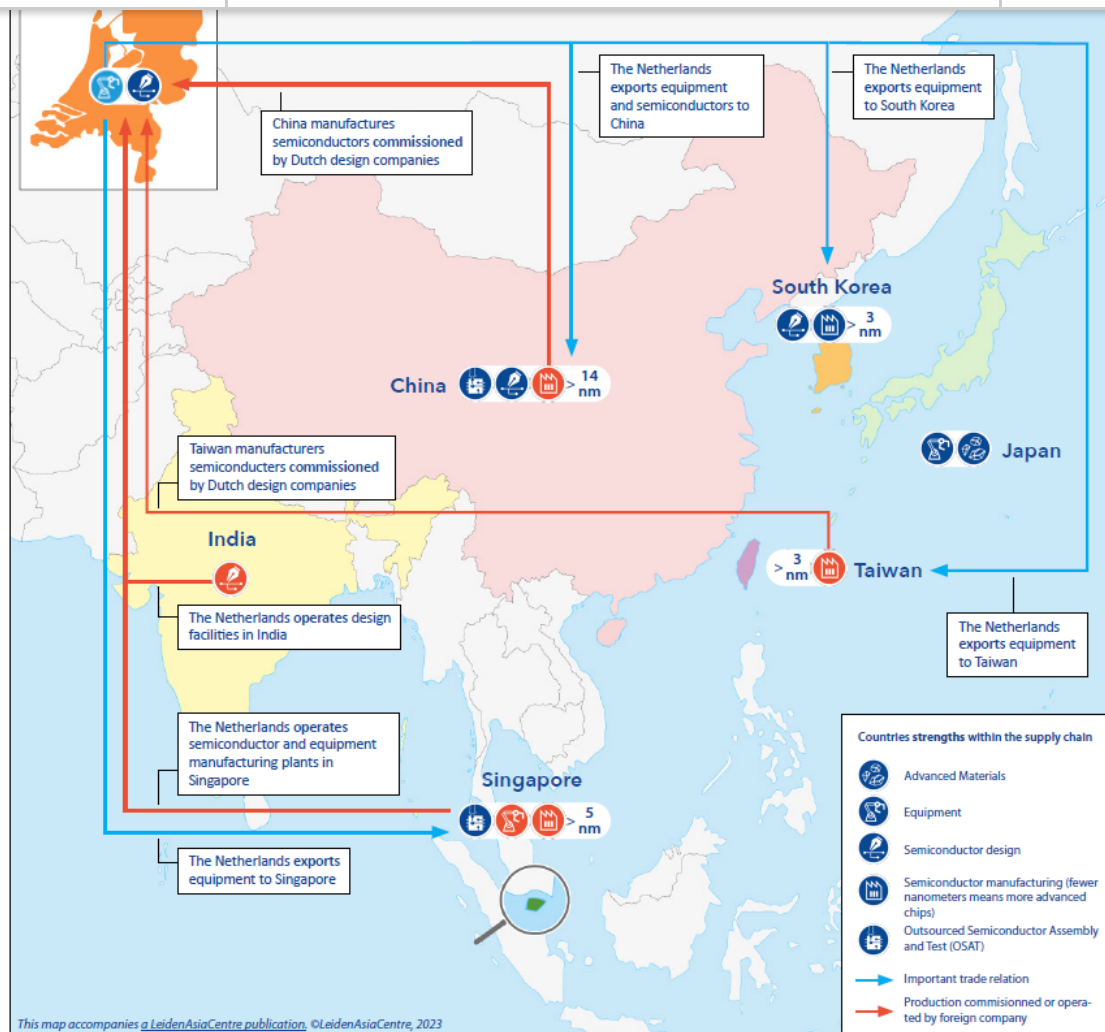 The Netherlands
exports equipment
and semiconductors to
China
The Netherlands
exports equipment
to South Korea
China manufactures
semiconductors commissioned
by Dutch design companies
South Korea
> 3
nm
China
> 14
nm
Japan
Taiwan manufacturers
semiconducters commissioned
by Dutch design companies
India
> 3
nm
Taiwan
The Netherlands operates design
facilities in India
The Netherlands
exports equipment
to Taiwan
The Netherlands operates
semiconductor and equipment
manufacturing plants in
Singapore
Singapore
> 5
nm
The Netherlands exports
equipment to Singapore
Countries strengths within the supply chain
Advanced Materials
Equipment
Semiconductor design
Semiconductor manufacturing (fewer
nanometers means more advanced
chips)
Outsourced Semiconductor Assembly
and Test (OSAT)
Important trade relation
Production commisionned or opera-
ted by foreign company
This map accompanies a LeidenAsiaCentre publication. ©LeidenAsiaCentre, 2023